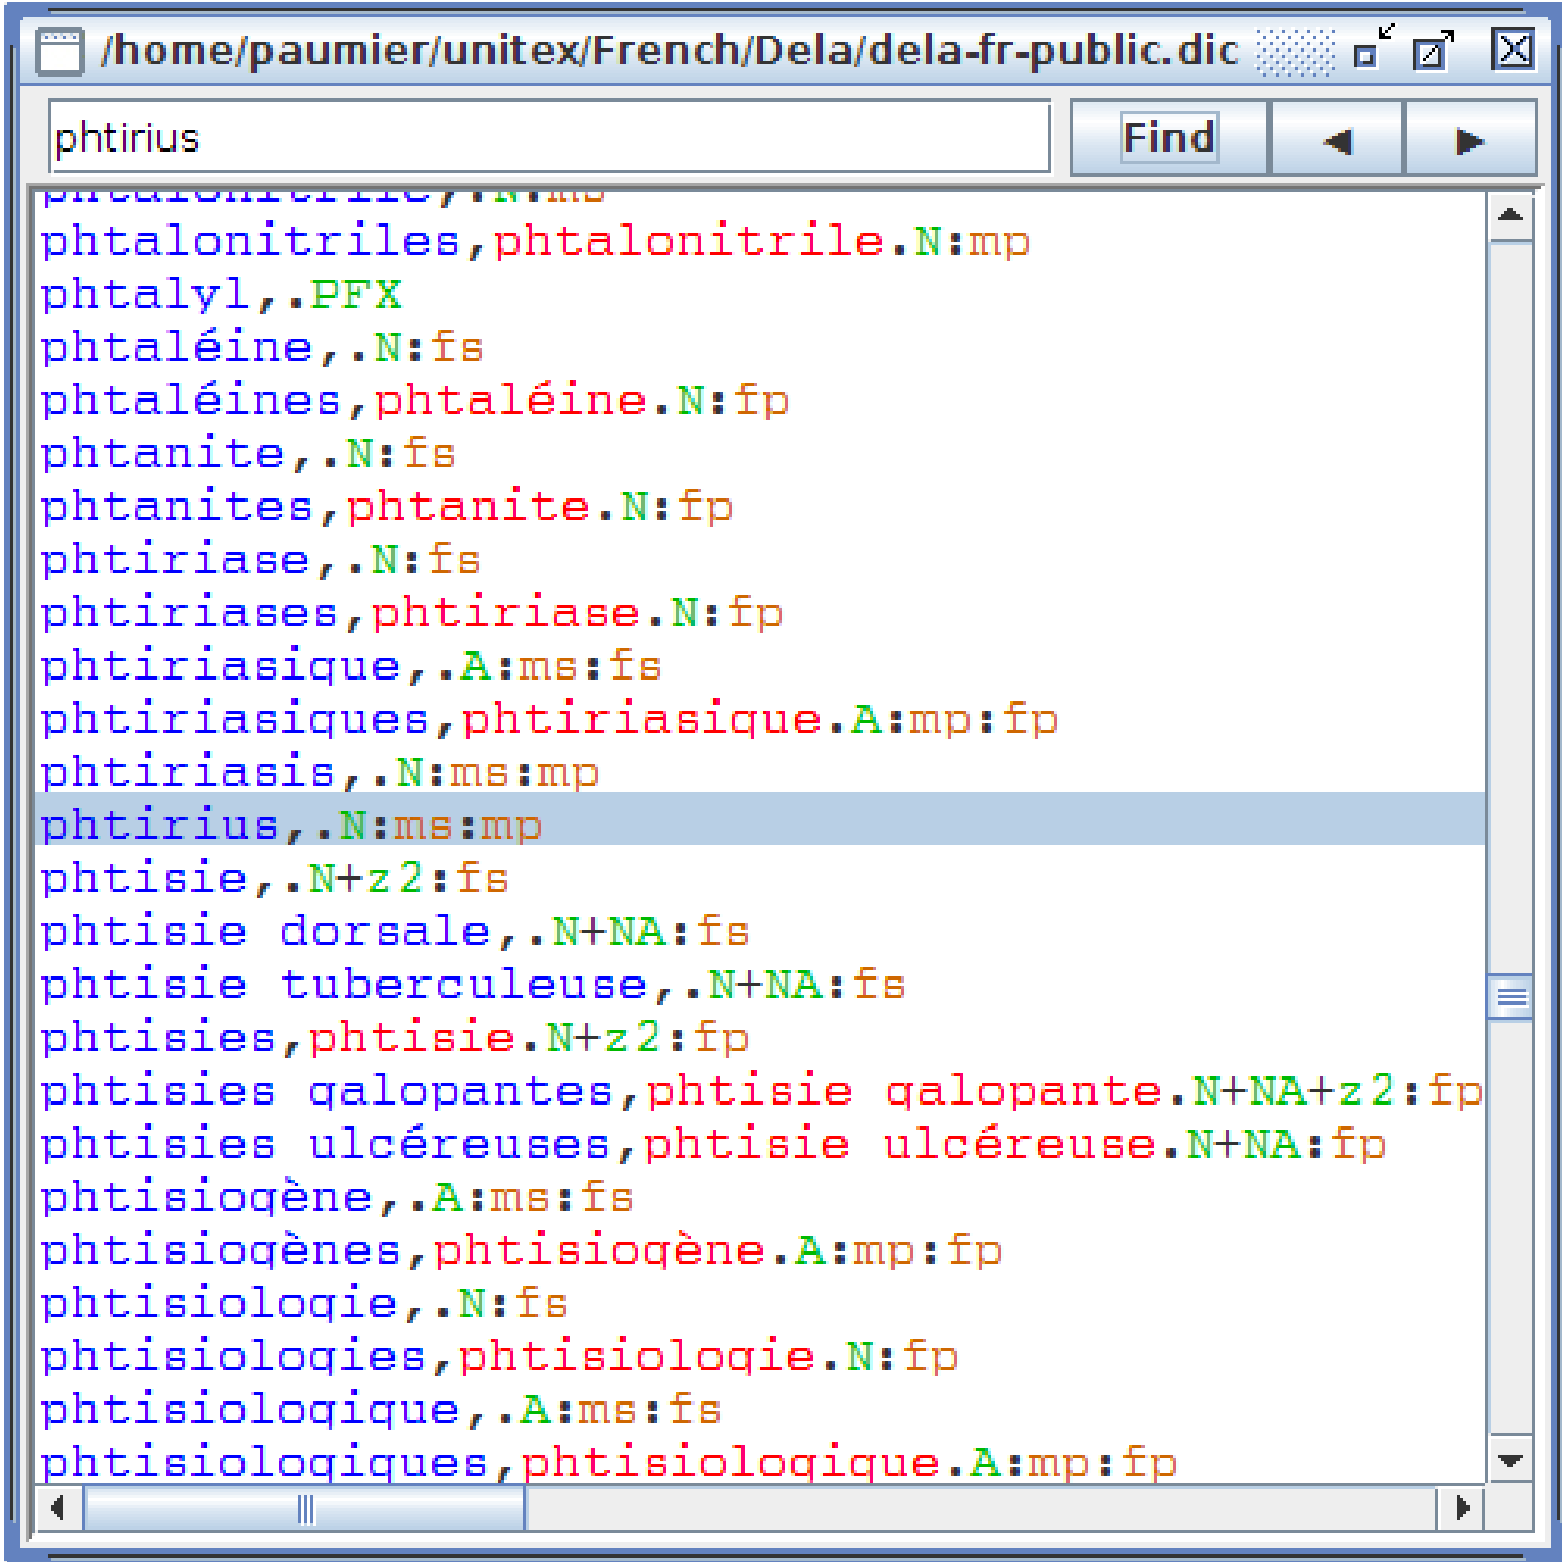 /home/paumier/unitex/French/Dela/dela-fr-public.dic
phtirius
Find
phtalonitrile,.N:ms
phtalonitriles,phtalonitrile.N:mp
phtalyl,.PFX
phtaléine,.N:fs
phtaléines,phtaléine.N:fp
phtanite,.N:fs
phtanites,phtanite.N:fp
phtiriase,.N:fs
phtiriases,phtiriase.N:fp
phtiriasique,.A:ms:fs
phtiriasiques,phtiriasique.A:mp:fp
phtiriasis,.N:ms:mp
phtirius,.N:ms:mp
phtisie,.N+z2:fs
phtisie dorsale,.N+NA:fs
phtisie tuberculeuse,.N+NA:fs
phtisies,phtisie.N+z2:fp
phtisies galopantes,phtisie galopante.N+NA+z2:fp
phtisies ulcéreuses,phtisie ulcéreuse.N+NA:fp
phtisiogène,.A:ms:fs
phtisiogènes,phtisiogène.A:mp:fp
phtisiologie,.N:fs
phtisiologies,phtisiologie.N:fp
phtisiologique,.A:ms:fs
phtisiologiques,phtisiologique.A:mp:fp